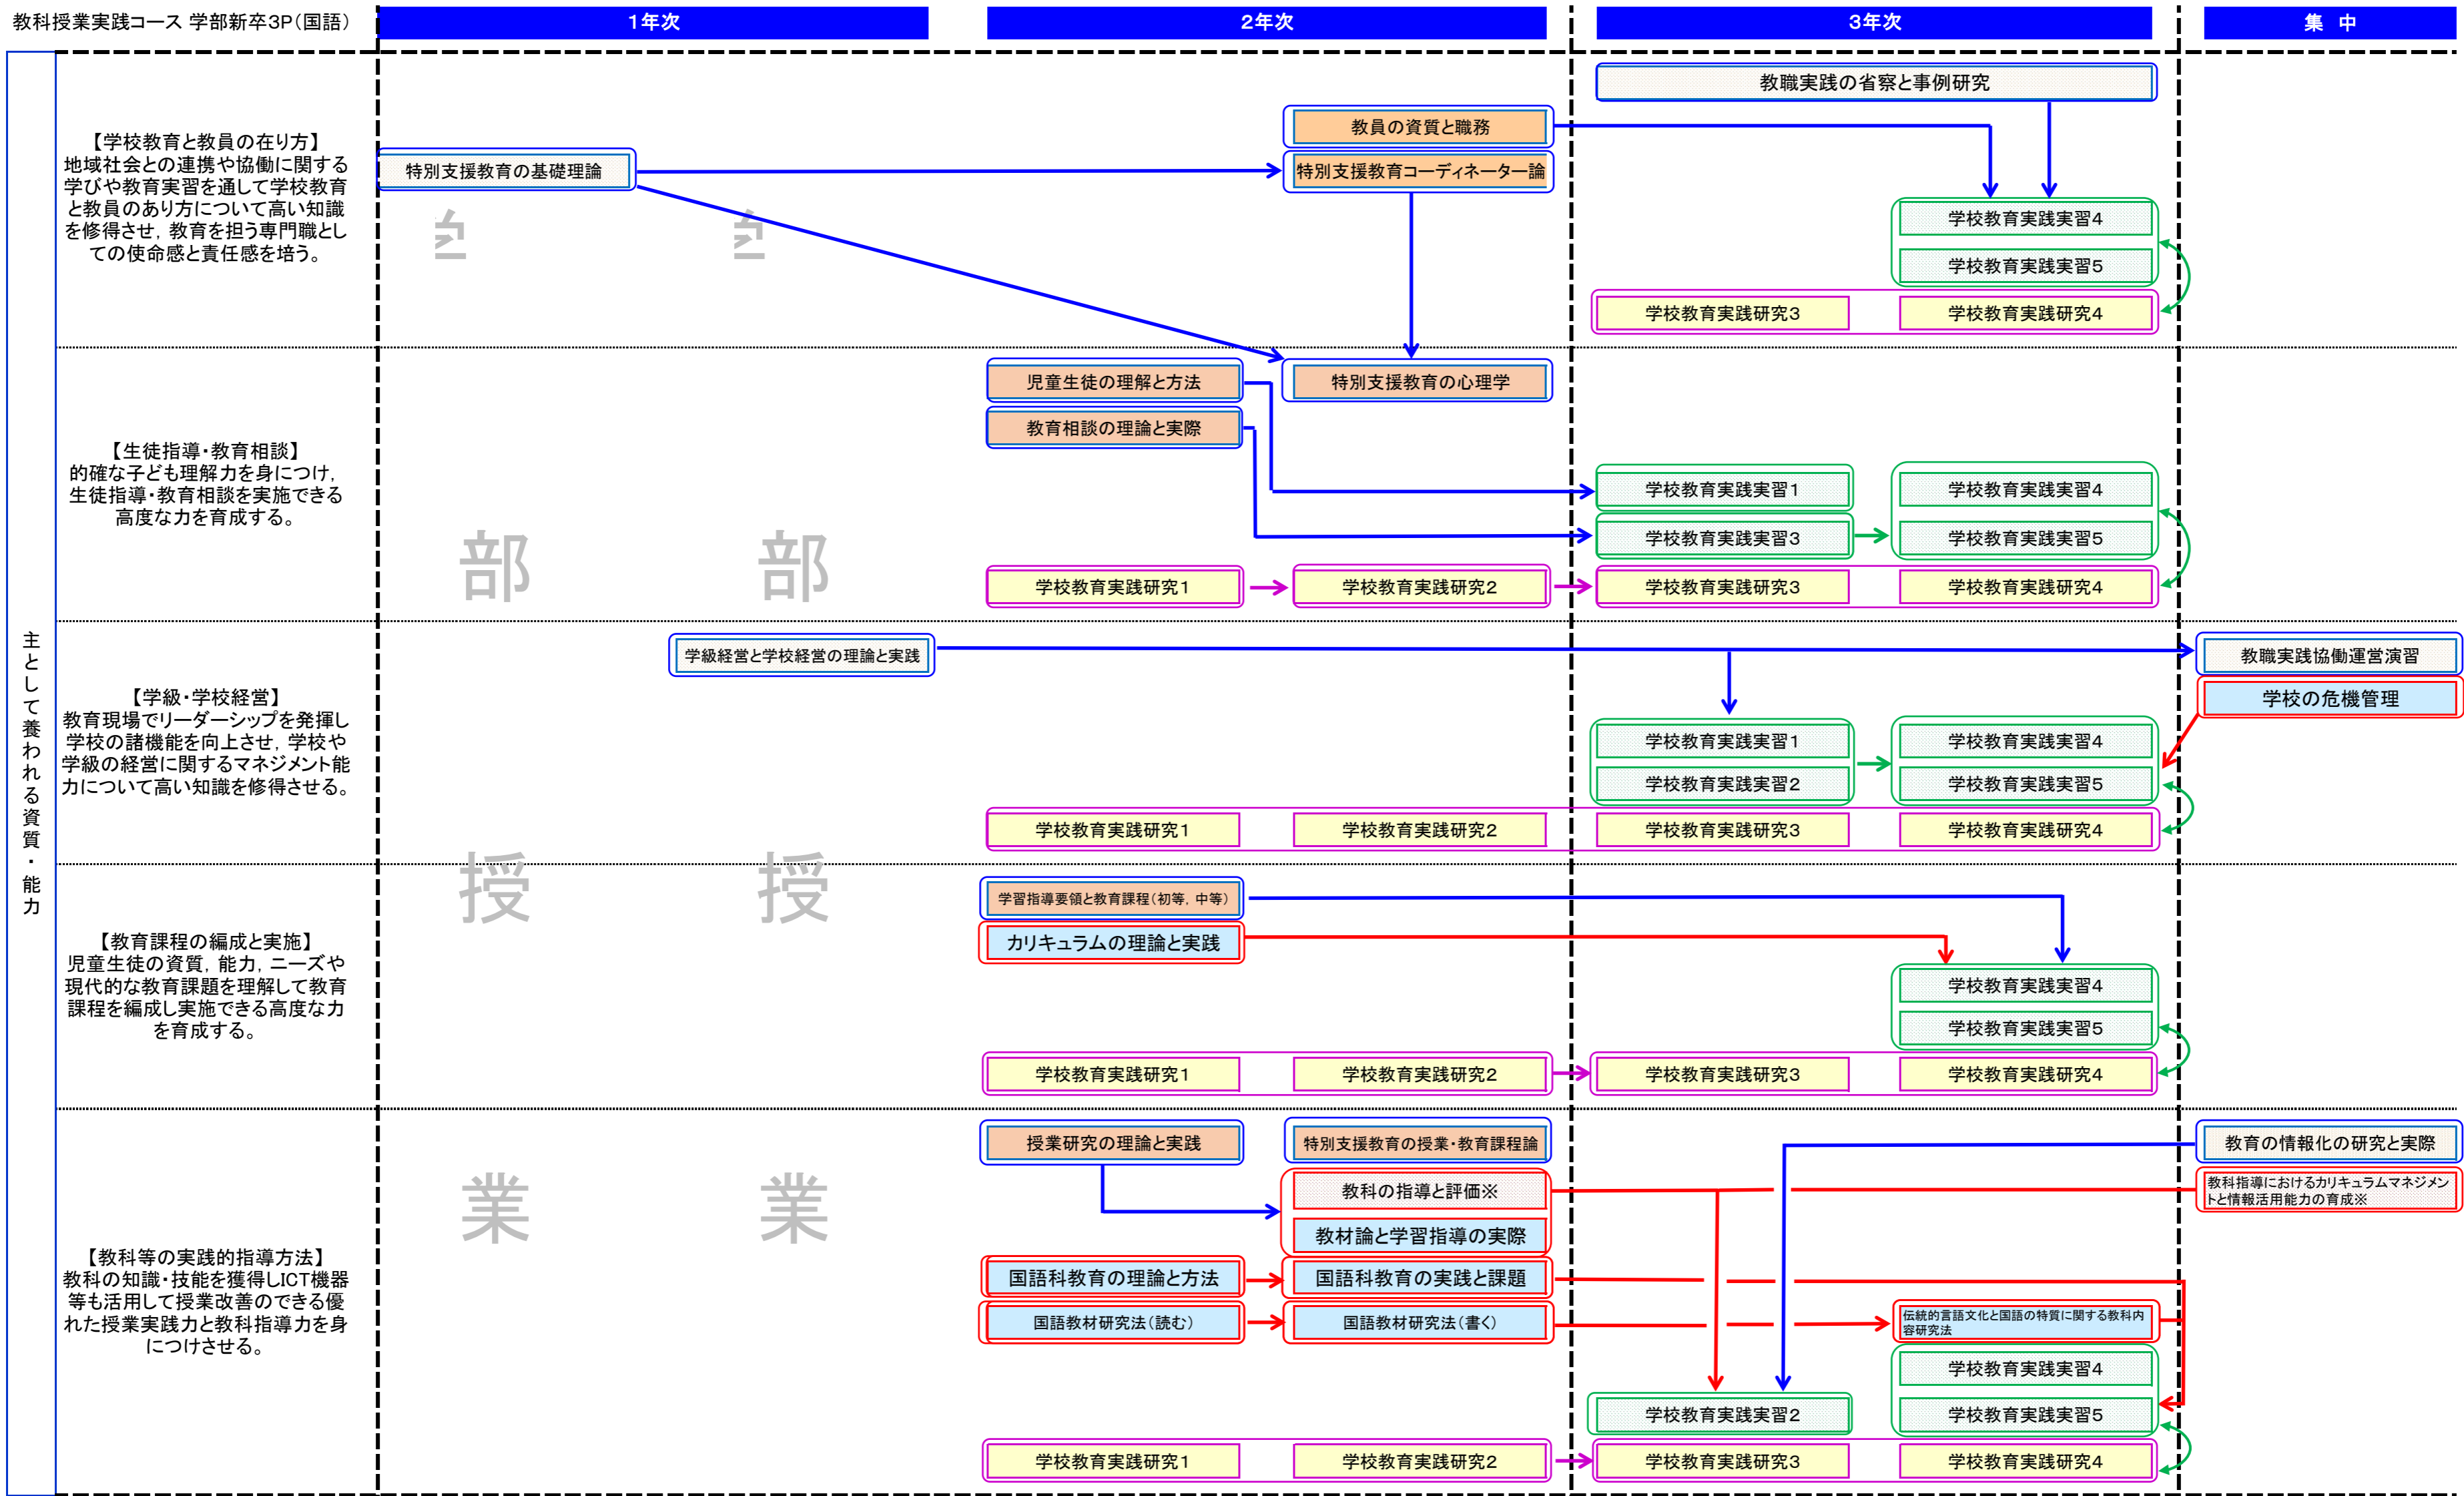 教科授業実践コース 学部新卒3P（国語）
1年次
2年次
3年次
集 中
主として養われる資質・能力
【学校教育と教員の在り方】
地域社会との連携や協働に関する
学びや教育実習を通して学校教育
と教員のあり方について高い知識
を修得させ，教育を担う専門職とし
ての使命感と責任感を培う。
特別支援教育の基礎理論
教員の資質と職務
特別支援教育コーディネーター論
教職実践の省察と事例研究
学校教育実践実習4
学校教育実践実習5
学校教育実践研究3
学校教育実践研究4
【生徒指導・教育相談】
的確な子ども理解力を身につけ，
生徒指導・教育相談を実施できる
高度な力を育成する。
部
部
児童生徒の理解と方法
特別支援教育の心理学
教育相談の理論と実際
学校教育実践実習1
学校教育実践実習4
学校教育実践実習3
学校教育実践実習5
学校教育実践研究1
学校教育実践研究2
学校教育実践研究3
学校教育実践研究4
【学級・学校経営】
教育現場でリーダーシップを発揮し
学校の諸機能を向上させ，学校や
学級の経営に関するマネジメント能
力について高い知識を修得させる。
学級経営と学校経営の理論と実践
教職実践協働運営演習
学校の危機管理
学校教育実践実習1
学校教育実践実習4
学校教育実践実習2
学校教育実践実習5
学校教育実践研究1
学校教育実践研究2
学校教育実践研究3
学校教育実践研究4
授
授
【教育課程の編成と実施】
児童生徒の資質，能力，ニーズや
現代的な教育課題を理解して教育
課程を編成し実施できる高度な力
を育成する。
学習指導要領と教育課程（初等，中等）
カリキュラムの理論と実践
学校教育実践実習4
学校教育実践実習5
学校教育実践研究1
学校教育実践研究2
学校教育実践研究3
学校教育実践研究4
業
業
【教科等の実践的指導方法】
教科の知識・技能を獲得しICT機器
等も活用して授業改善のできる優
れた授業実践力と教科指導力を身
につけさせる。
授業研究の理論と実践
特別支援教育の授業・教育課程論
教育の情報化の研究と実際
教科の指導と評価※
教科指導におけるカリキュラムマネジメン
トと情報活用能力の育成※
教材論と学習指導の実際
国語科教育の理論と方法
国語科教育の実践と課題
国語教材研究法（読む）
国語教材研究法（書く）
伝統的言語文化と国語の特質に関する教科内
容研究法
学校教育実践実習4
学校教育実践実習2
学校教育実践実習5
学校教育実践研究1
学校教育実践研究2
学校教育実践研究3
学校教育実践研究4